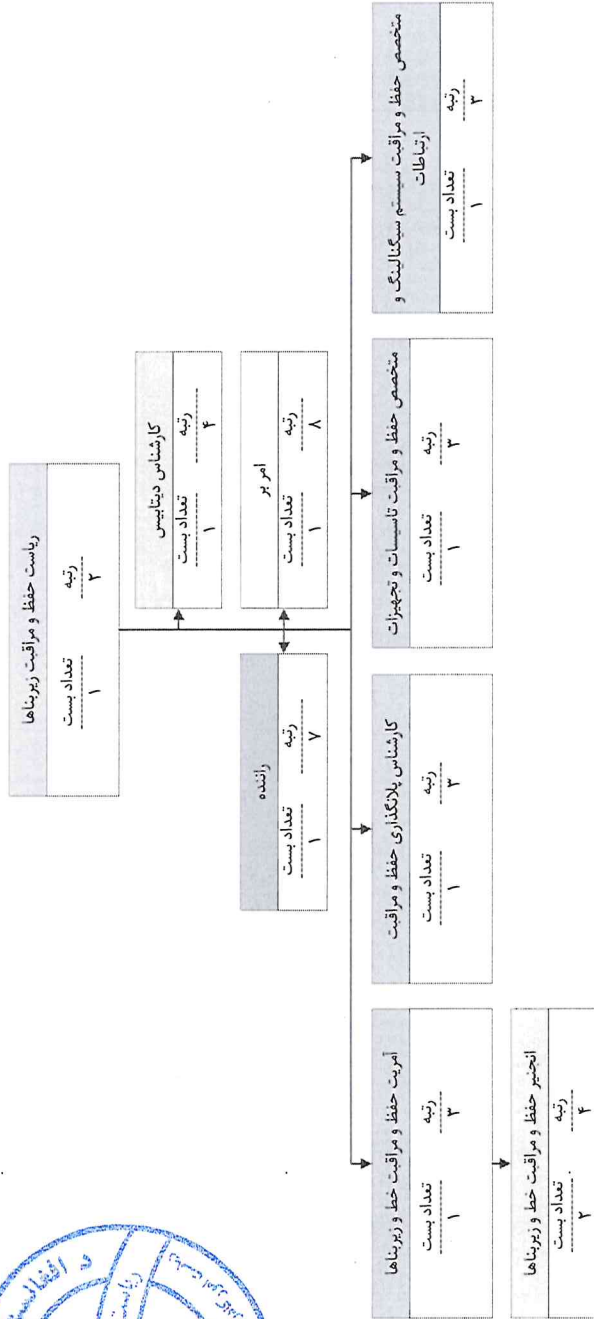 ریاست حفظ و مراقبت زیربناها
رتبه
۲
تعداد بست
۱
کارشناس دیتابیس
رتبه
۴
تعداد بست
۱
امر بر
رتبه
۸
تعداد بست
۱
راننده
رتبه
۷
تعداد بست
۱
متخصص حفظ و مراقبت سیستم سیگنالینگ و
ارتباطات
رتبه
۳
تعداد بست
۱
متخصص حفظ و مراقبت تاسیسات و تجهیزات
رتبه
۳
تعداد بست
۱
کارشناس پلانگذاری حفظ و مراقبت
رتبه
۳
تعداد بست
۱
آمریت حفظ و مراقبت خط و زیربناها
رتبه
۳
تعداد بست
۱
انجنیر حفظ و مراقبت خط و زیربناها
رتبه
۴
تعداد بست
۲
ریاست